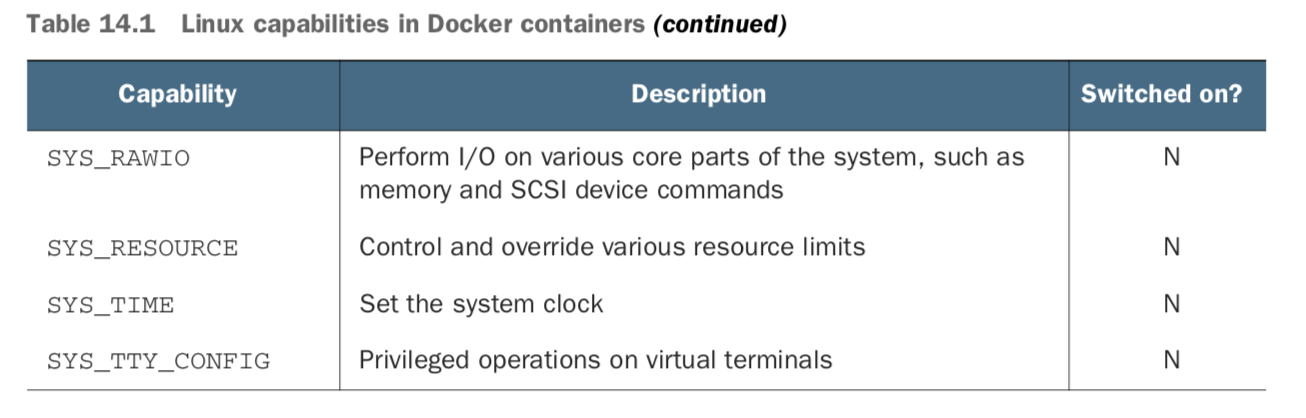 Table 14.1 Linux capabilities in Docker containers (continued)
Capability Description Switched on?
SYS_RAWIO Perform I/O on various core parts of the system, such as N
memory and SCSI device commands
SYS_RESOURCE Control and override various resource limits N
SYS_TIME Set the system clock N
SYS_TTY_CONFIG Privileged operations on virtual terminals N